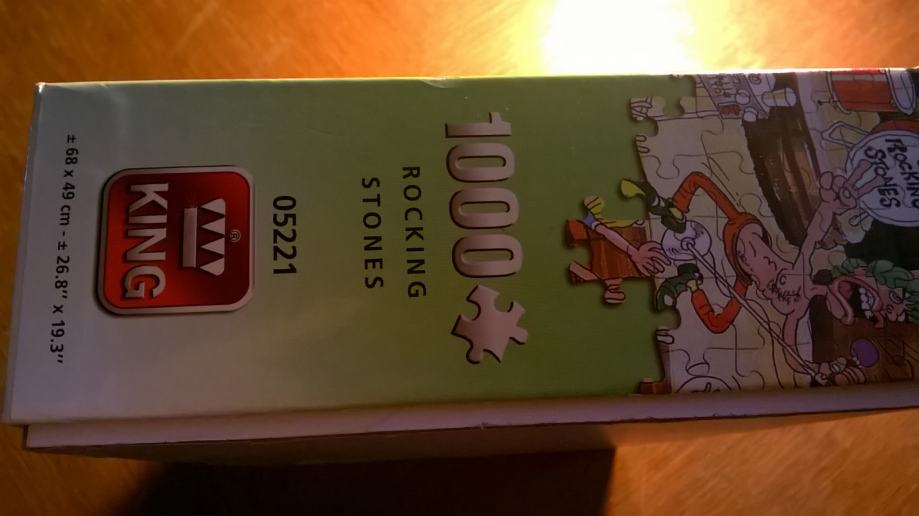 ROCKING
STONES
1000
ROCKING
STONES
05221
KING®
± 68 x 49 cm - ± 26.8” x 19.3”